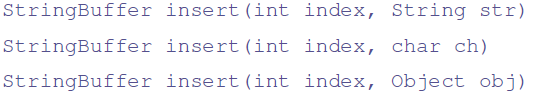 StringBuffer insert(int index, String str)
StringBuffer insert(int index, char ch)
StringBuffer insert(int index, Object obj)